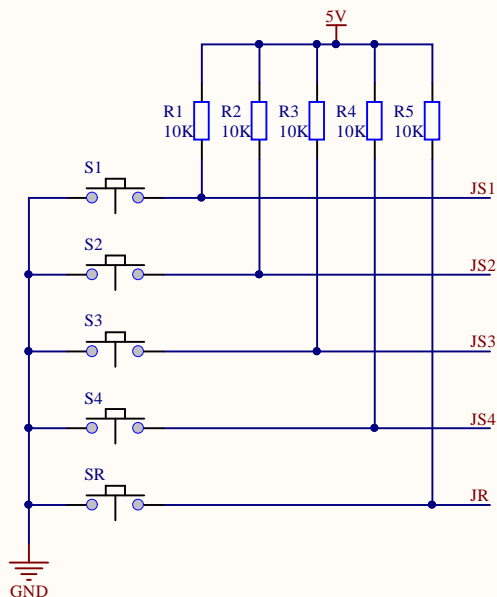 5V
R1 R2 R3 R4 R5
10K 10K 10K 10K 10K
S1
JS1
S2
JS2
S3
JS3
S4
JS4
SR
JR
GND